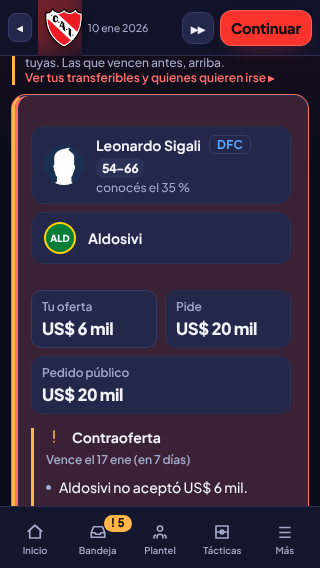 ◄
C.A.I.
10 ene 2026
▶▶
Continuar
tuyas. Las que vencen antes, arriba.
Ver tus transferibles y quienes quieren irse ▸
Leonardo Sigali DFC
54–66
conocés el 35 %
ALD Aldosivi
Tu oferta
US$ 6 mil
Pide
US$ 20 mil
Pedido público
US$ 20 mil
! Contraoferta
Vence el 17 ene (en 7 días)
• Aldosivi no aceptó US$ 6 mil.
! 5
Inicio
Bandeja
Plantel
Tácticas
Más